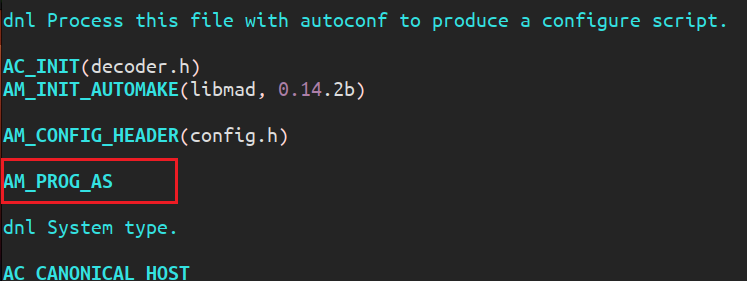 dnl Process this file with autoconf to produce a configure script.
AC_INIT(decoder.h)
AM_INIT_AUTOMAKE(libmad, 0.14.2b)
AM_CONFIG_HEADER(config.h)
AM_PROG_AS
dnl System type.
AC_CANONICAL_HOST